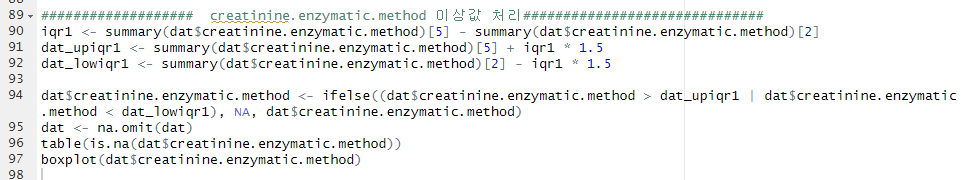 89 ################### creatinine.enzymatic.method 이상값 처리##############################
90 iqr1 <- summary(dat$creatinine.enzymatic.method)[5] - summary(dat$creatinine.enzymatic.method)[2]
91 dat_upiqr1 <- summary(dat$creatinine.enzymatic.method)[5] + iqr1 * 1.5
92 dat_lowiqr1 <- summary(dat$creatinine.enzymatic.method)[2] - iqr1 * 1.5
93
94 dat$creatinine.enzymatic.method <- ifelse((dat$creatinine.enzymatic.method > dat_upiqr1 | dat$creatinine.enzymatic
.method < dat_lowiqr1), NA, dat$creatinine.enzymatic.method)
95 dat <- na.omit(dat)
96 table(is.na(dat$creatinine.enzymatic.method))
97 boxplot(dat$creatinine.enzymatic.method)
98